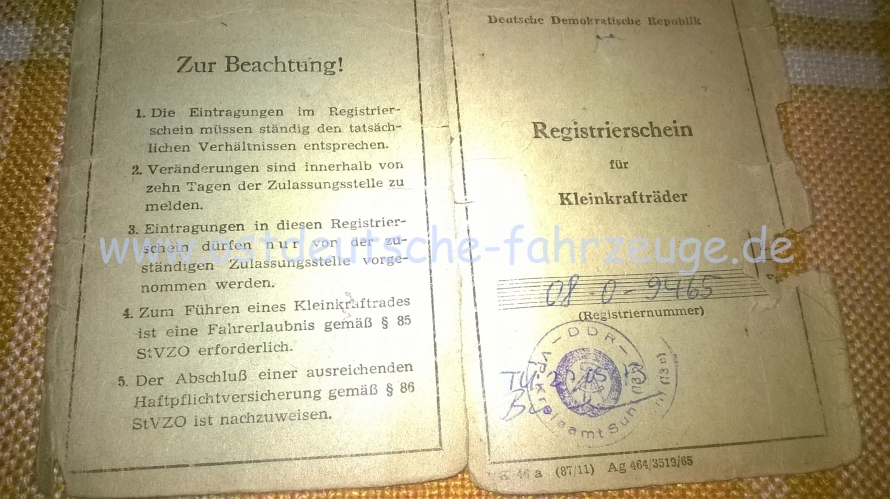 Zur Beachtung!
1. Die Eintragungen im Registrier-
schein müssen ständig den tatsäch-
lichen Verhältnissen entsprechen.
2. Veränderungen sind innerhalb von
zehn Tagen der Zulassungsstelle zu
melden.
3. Eintragungen in diesen Registrier-
schein dürfen nur von der zu-
ständigen Zulassungsstelle vorge-
nommen werden.
4. Zum Führen eines Kleinkraftrades
ist eine Fahrerlaubnis gemäß § 85
StVZO erforderlich.
5. Der Abschluß einer ausreichenden
Haftpflichtversicherung gemäß § 86
StVZO ist nachzuweisen.
Deutsche Demokratische Republik
Registrierschein
für
Kleinkrafträder
08 0-9465
(Registriernummer)
- DDR -
VP Kreisamt Suhl
46 a (87/11) Ag 464/3519/65
www.ostdeutsche-fahrzeuge.de